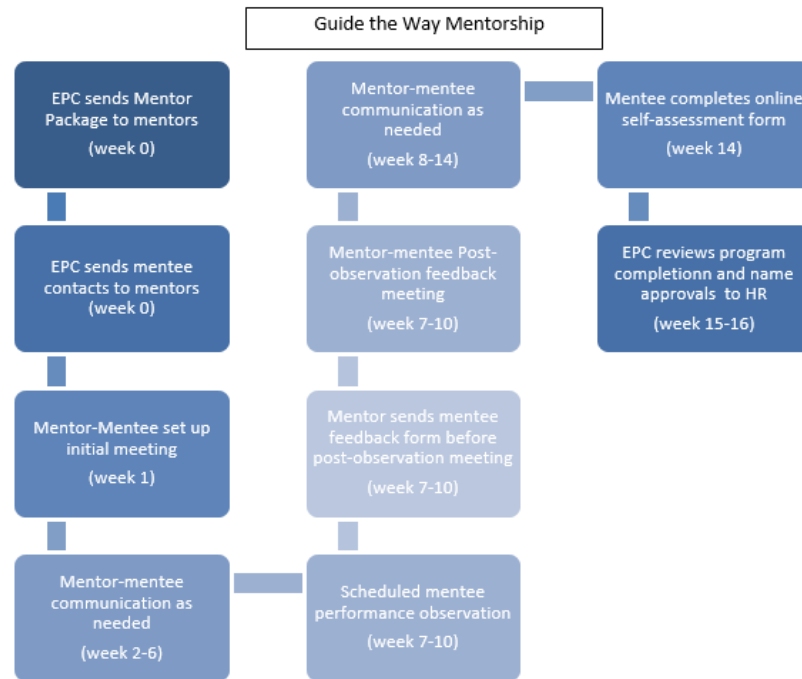 Guide the Way Mentorship
EPC sends Mentor
Package to mentors
(week 0)
EPC sends mentee
contacts to mentors
(week 0)
Mentor-Mentee set up
initial meeting
(week 1)
Mentor-mentee
communication as
needed
(week 2-6)
Scheduled mentee
performance observation
(week 7-10)
Mentor sends mentee
feedback form before
post-observation meeting
(week 7-10)
Mentor-mentee Post-
observation feedback
meeting
(week 7-10)
Mentor-mentee
communication as
needed
(week 8-14)
Mentee completes online
self-assessment form
(week 14)
EPC reviews program
completionn and name
approvals to HR
(week 15-16)